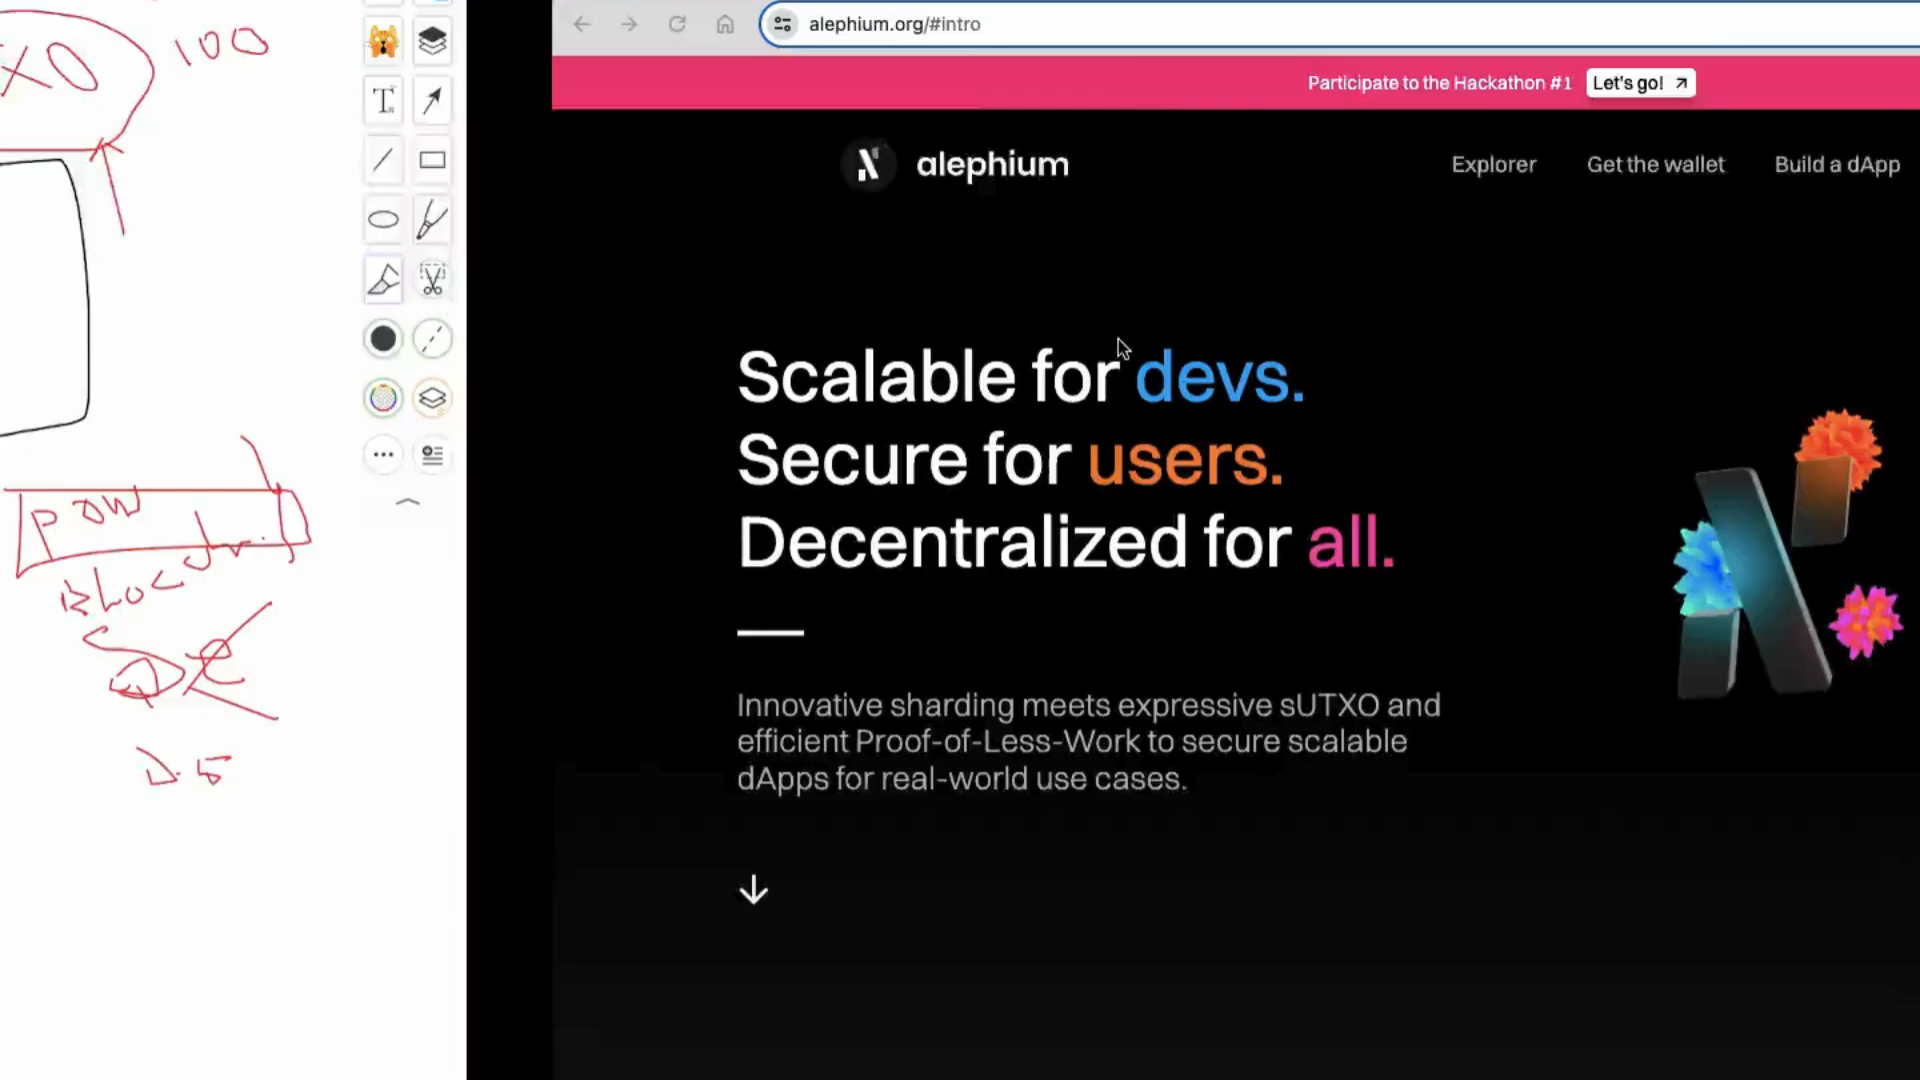 XO
100
T
POW
BLOC
alephium.org/#intro
Participate to the Hackathon #1 Let's go!
alephium
Explorer Get the wallet Build a dApp
Scalable for devs.
Secure for users.
Decentralized for all.
Innovative sharding meets expressive sUTXO and
efficient Proof-of-Less-Work to secure scalable
dApps for real-world use cases.